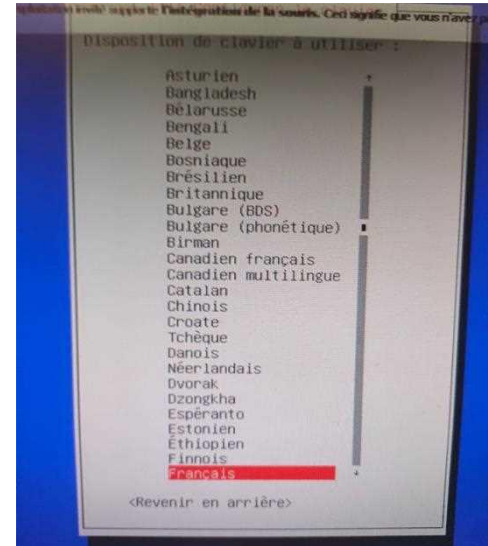 invité supporte l'intégration de la souris. Ceci signifie que vous n'avez
Disposition de clavier à utiliser :
Asturien
Bangladesh
Bélarusse
Bengali
Belge
Bosniaque
Brésilien
Britannique
Bulgare (BDS)
Bulgare (phonétique)
Birman
Canadien français
Canadien multilingue
Catalan
Chinois
Croate
Tchèque
Danois
Néerlandais
Dvorak
Dzongkha
Espéranto
Estonien
Éthiopien
Finnois
Français
<Revenir en arrière>